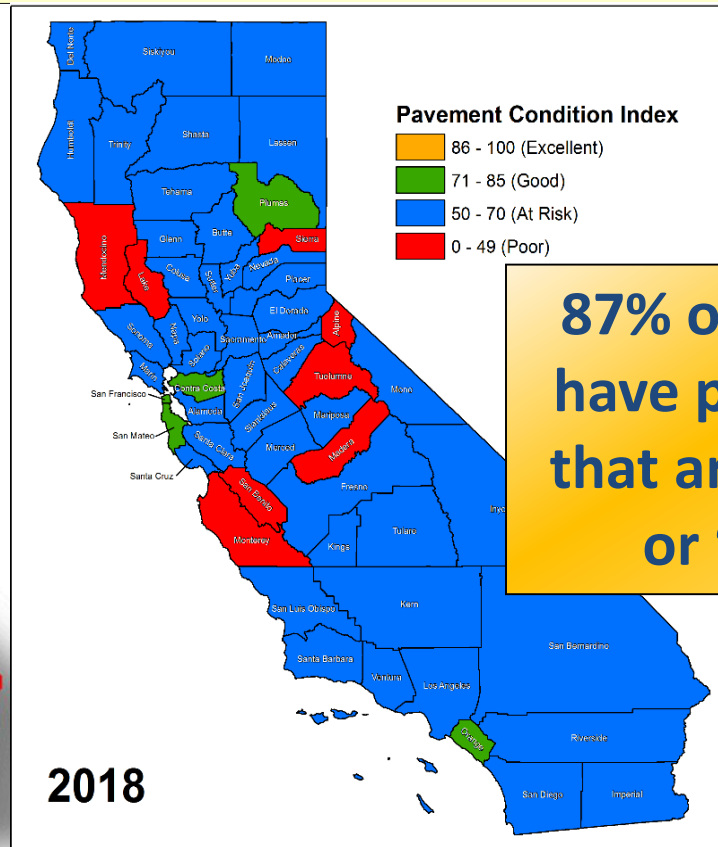 Del Norte
Siskiyou
Modoc
Humboldt
Trinity
Shasta
Lassen
Pavement Condition Index
86 - 100 (Excellent)
71 - 85 (Good)
50 - 70 (At Risk)
0 - 49 (Poor)
Tehama
Plumas
Mendocino
Glenn
Butte
Sierra
Lake
Colusa
Sutter
Yuba
Nevada
Placer
Sonoma
Napa
Yolo
El Dorado
Solano
Sacramento
Amador
Alpine
Marin
Calaveras
87% o
have p
that ar
or
San Francisco
Contra Costa
San Joaquin
Tuolumne
Mono
Alameda
Stanislaus
Mariposa
San Mateo
Santa Clara
Merced
Madera
Santa Cruz
San Benito
Fresno
Inyo
Monterey
Kings
Tulare
San Luis Obispo
Kern
San Bernardino
Santa Barbara
Ventura
Los Angeles
Orange
Riverside
2018
San Diego
Imperial